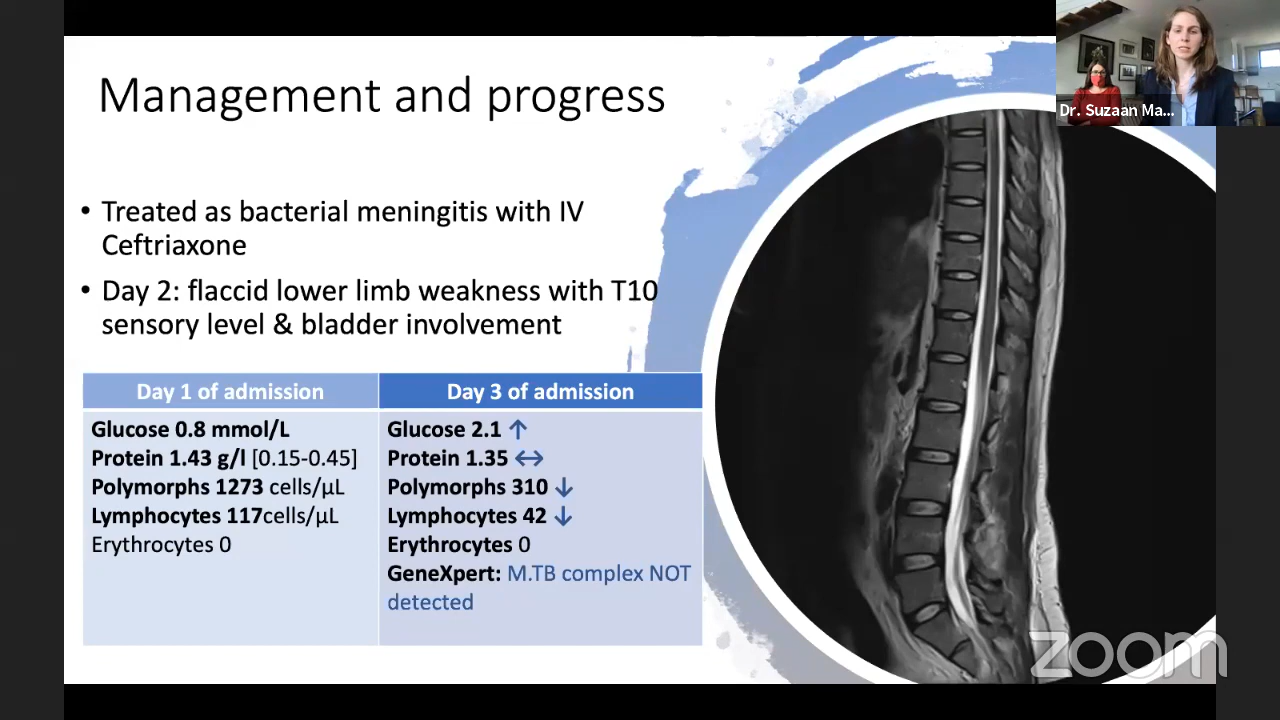 Management and progress
Dr. Suzaan Ma...
• Treated as bacterial meningitis with IV
Ceftriaxone
• Day 2: flaccid lower limb weakness with T10
sensory level & bladder involvement
Day 1 of admission
Glucose 0.8 mmol/L
Protein 1.43 g/l [0.15-0.45]
Polymorphs 1273 cells/µL
Lymphocytes 117cells/µL
Erythrocytes 0
Day 3 of admission
Glucose 2.1 ↑
Protein 1.35 ↔
Polymorphs 310 ↓
Lymphocytes 42 ↓
Erythrocytes 0
GeneXpert: M.TB complex NOT
detected
zoom